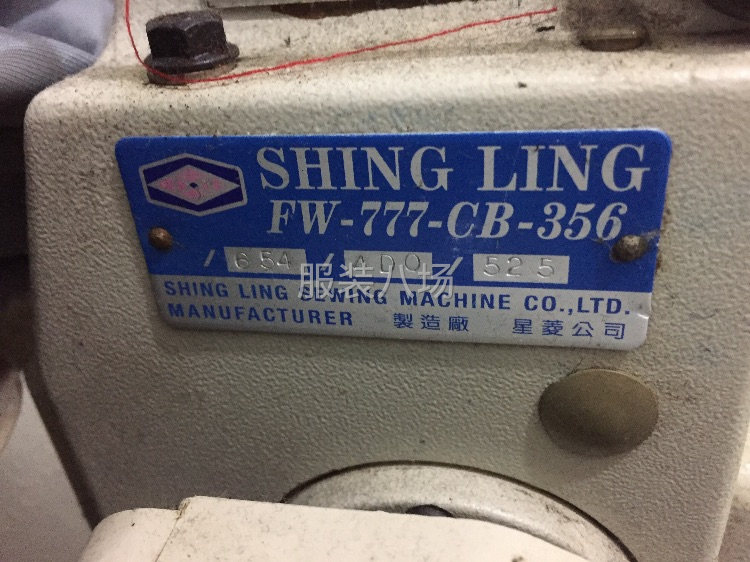 SHING LING
FW-777-CB-356
/ 654 / ADO / 525
服装八场
SHING LING SEWING MACHINE CO.,LTD.
MANUFACTURER 製造廠 星菱公司